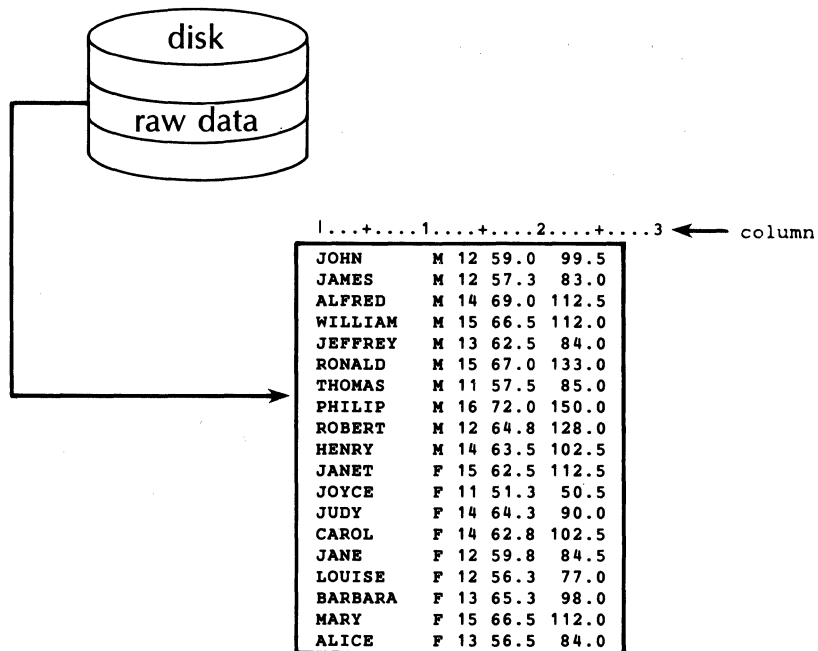 disk
raw data
|...+....1....+....2....+....3 column
JOHN M 12 59.0 99.5
JAMES M 12 57.3 83.0
ALFRED M 14 69.0 112.5
WILLIAM M 15 66.5 112.0
JEFFREY M 13 62.5 84.0
RONALD M 15 67.0 133.0
THOMAS M 11 57.5 85.0
PHILIP M 16 72.0 150.0
ROBERT M 12 64.8 128.0
HENRY M 14 63.5 102.5
JANET F 15 62.5 112.5
JOYCE F 11 51.3 50.5
JUDY F 14 64.3 90.0
CAROL F 14 62.8 102.5
JANE F 12 59.8 84.5
LOUISE F 12 56.3 77.0
BARBARA F 13 65.3 98.0
MARY F 15 66.5 112.0
ALICE F 13 56.5 84.0